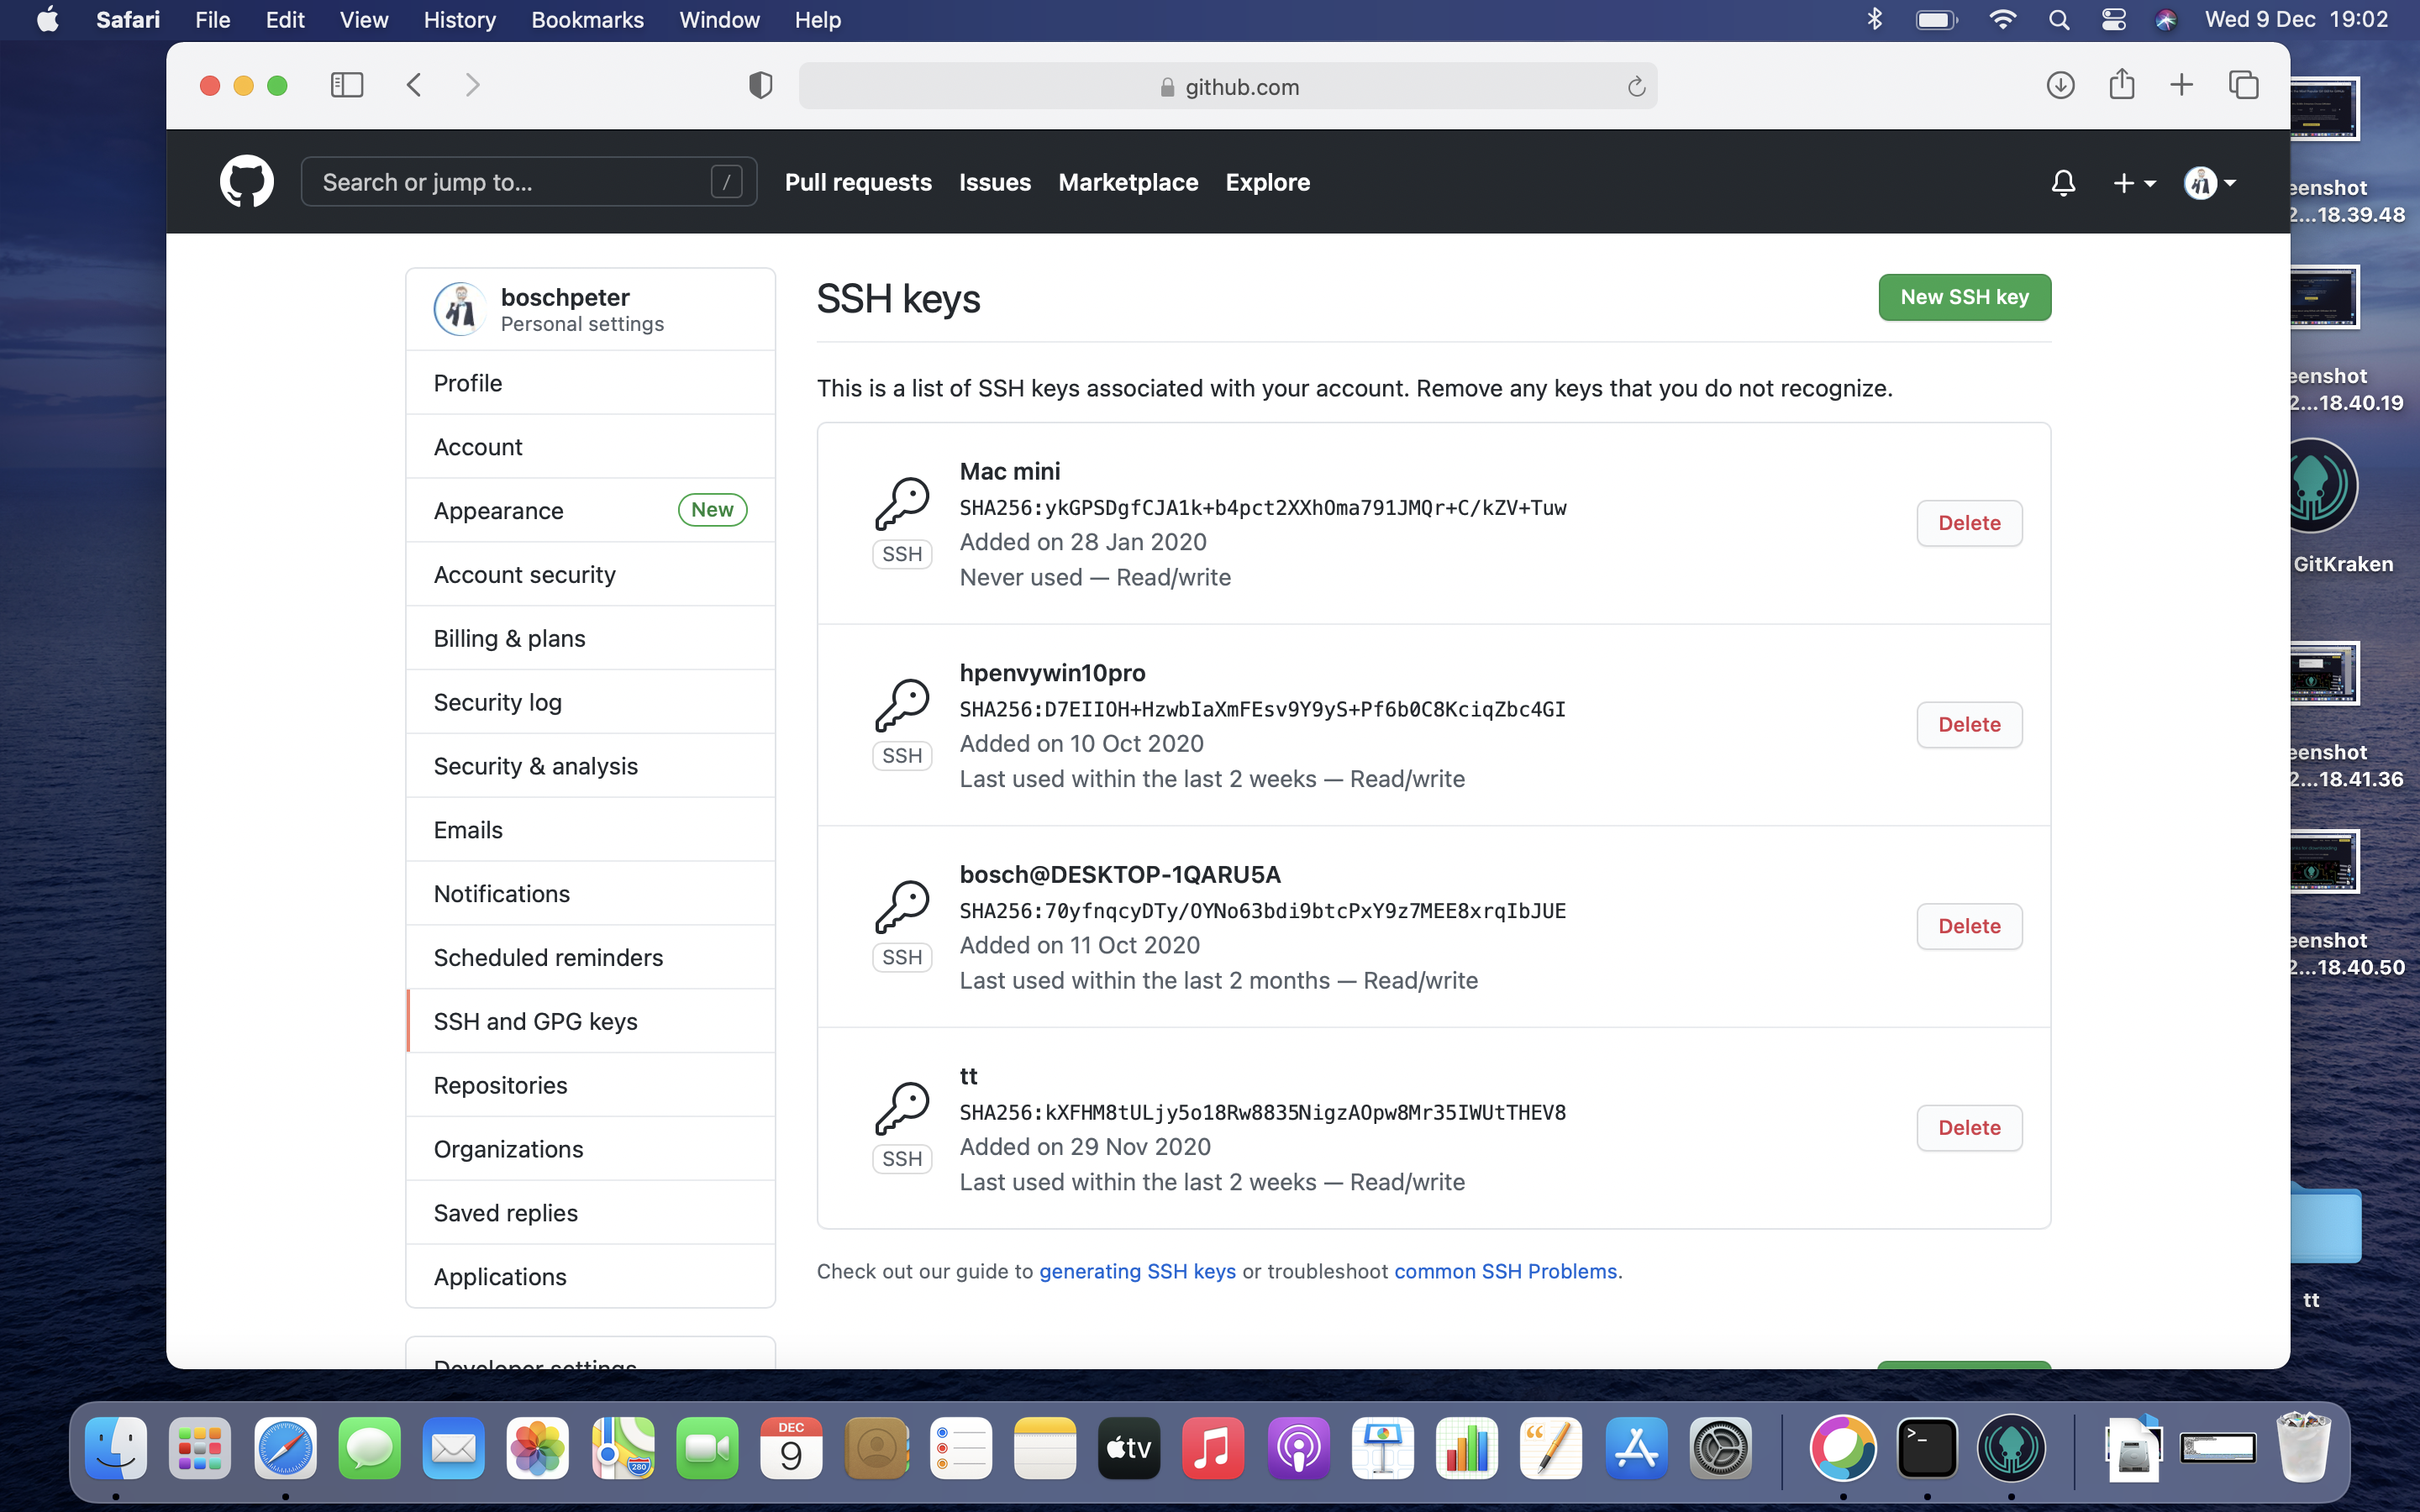 Safari File Edit View History Bookmarks Window Help Wed 9 Dec 19:02
github.com
Search or jump to... / Pull requests Issues Marketplace Explore
boschpeter
Personal settings
Profile
Account
Appearance New
Account security
Billing & plans
Security log
Security & analysis
Emails
Notifications
Scheduled reminders
SSH and GPG keys
Repositories
Organizations
Saved replies
Applications
Developer settings
SSH keys New SSH key
This is a list of SSH keys associated with your account. Remove any keys that you do not recognize.
Mac mini
SHA256:ykGPSDgfCJA1k+b4pct2XXhOma791JMQr+C/kZV+Tuw
Added on 28 Jan 2020
Never used — Read/write
SSH
Delete
hpenvywin10pro
SHA256:D7EIIOH+HzwbIaXmFEsv9Y9yS+Pf6b0C8KciqZbc4GI
Added on 10 Oct 2020
Last used within the last 2 weeks — Read/write
SSH
Delete
bosch@DESKTOP-1QARU5A
SHA256:70yfnqcyDTy/OYNo63bdi9btcPxY9z7MEE8xrqIbJUE
Added on 11 Oct 2020
Last used within the last 2 months — Read/write
SSH
Delete
tt
SHA256:kXFHM8tULjy5o18Rw8835NigzAOpw8Mr35IWUtTHEV8
Added on 29 Nov 2020
Last used within the last 2 weeks — Read/write
SSH
Delete
Check out our guide to generating SSH keys or troubleshoot common SSH Problems.
eenshot
2...18.39.48
eenshot
2...18.40.19
GitKraken
eenshot
2...18.41.36
eenshot
2...18.40.50
tt
DEC
9
tv
280
>_